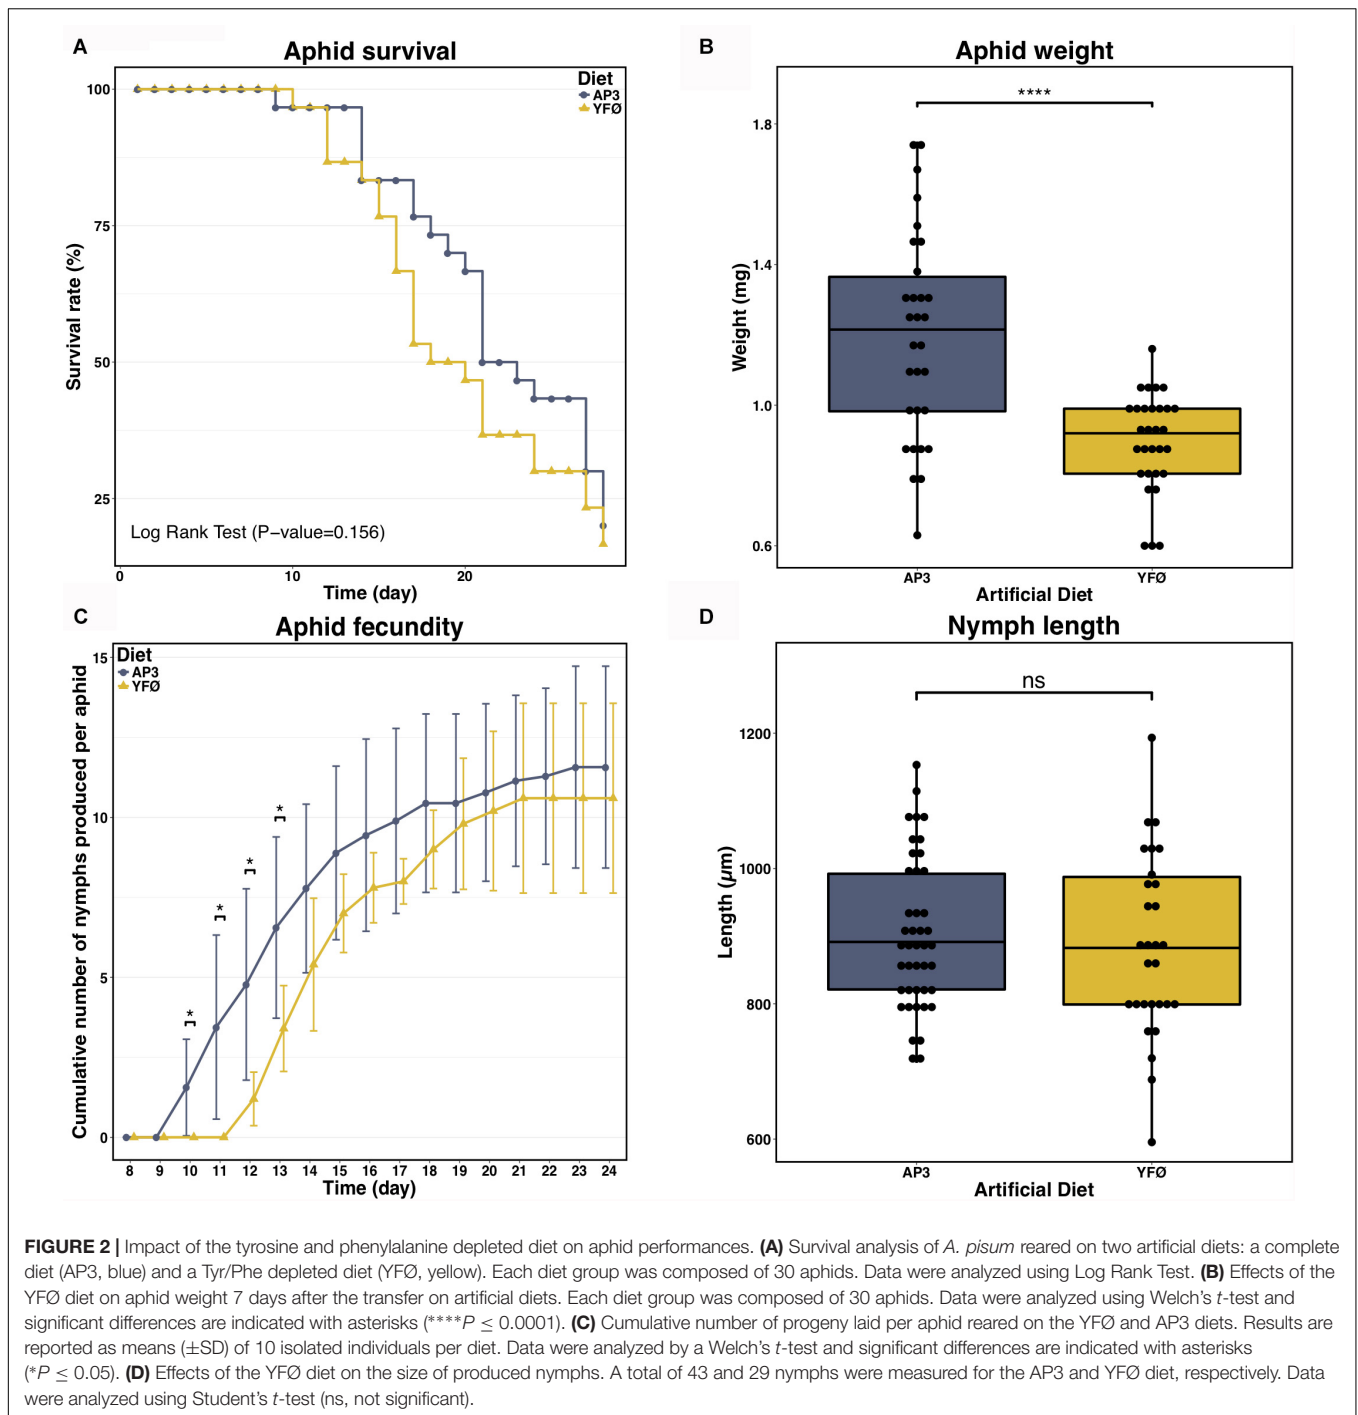 A
Aphid survival
Diet
AP3
YFØ
100
75
50
25
Survival rate (%)
Log Rank Test (P−value=0.156)
0
10
20
Time (day)
B
Aphid weight
****
1.8
1.4
1.0
0.6
Weight (mg)
AP3
YFØ
Artificial Diet
C
Aphid fecundity
Diet
AP3
YFØ
15
10
5
0
Cumulative number of nymphs produced per aphid
*
*
*
*
8 9 10 11 12 13 14 15 16 17 18 19 20 21 22 23 24
Time (day)
D
Nymph length
ns
1200
1000
800
600
Length (µm)
AP3
YFØ
Artificial Diet
FIGURE 2 | Impact of the tyrosine and phenylalanine depleted diet on aphid performances. (A) Survival analysis of A. pisum reared on two artificial diets: a complete
diet (AP3, blue) and a Tyr/Phe depleted diet (YFØ, yellow). Each diet group was composed of 30 aphids. Data were analyzed using Log Rank Test. (B) Effects of the
YFØ diet on aphid weight 7 days after the transfer on artificial diets. Each diet group was composed of 30 aphids. Data were analyzed using Welch's t-test and
significant differences are indicated with asterisks (****P ≤ 0.0001). (C) Cumulative number of progeny laid per aphid reared on the YFØ and AP3 diets. Results are
reported as means (±SD) of 10 isolated individuals per diet. Data were analyzed by a Welch's t-test and significant differences are indicated with asterisks
(*P ≤ 0.05). (D) Effects of the YFØ diet on the size of produced nymphs. A total of 43 and 29 nymphs were measured for the AP3 and YFØ diet, respectively. Data
were analyzed using Student's t-test (ns, not significant).